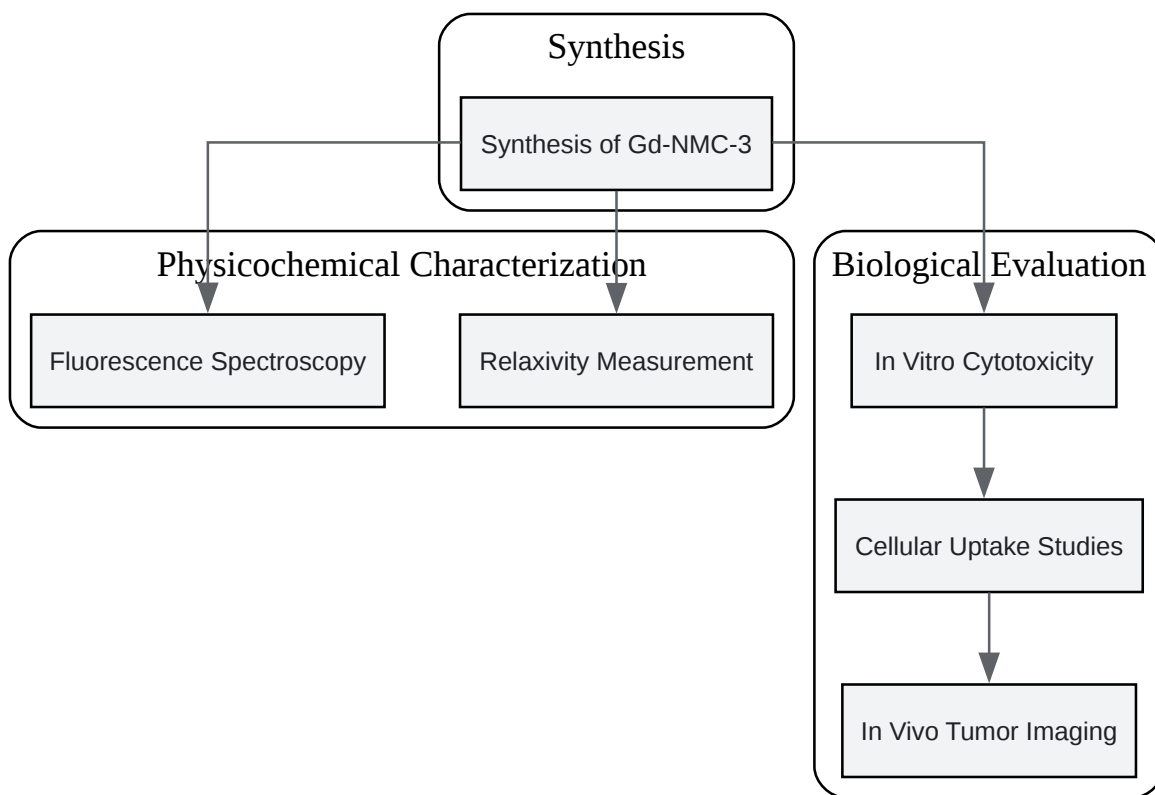 Synthesis
Synthesis of Gd-NMC-3
Physicochemical Characterization
Fluorescence Spectroscopy
Relaxivity Measurement
Biological Evaluation
In Vitro Cytotoxicity
Cellular Uptake Studies
In Vivo Tumor Imaging